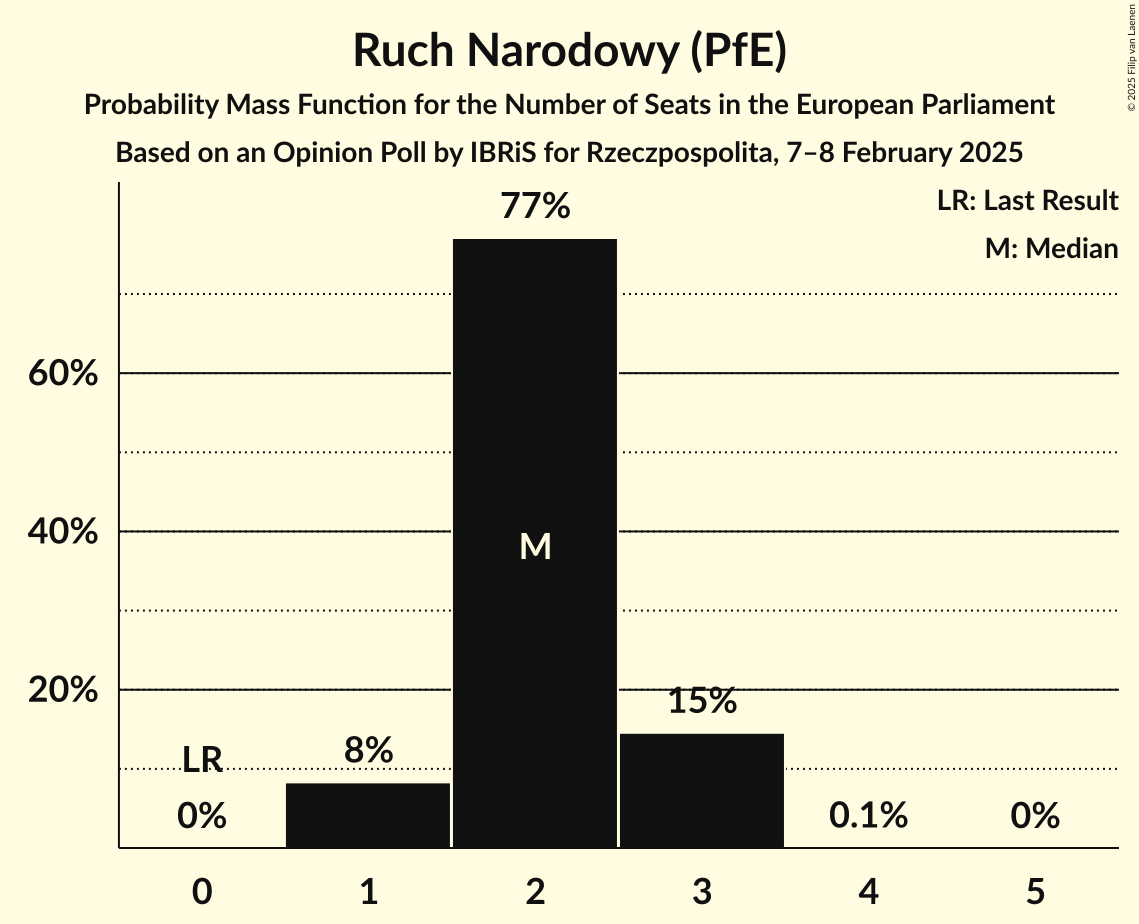 Ruch Narodowy (PfE)
Probability Mass Function for the Number of Seats in the European Parliament
Based on an Opinion Poll by IBRiS for Rzeczpospolita, 7–8 February 2025
© 2025 Filip van Laenen
LR: Last Result
M: Median
77%
60%
40%
M
20%
15%
LR
8%
0%
0.1%
0%
0 1 2 3 4 5